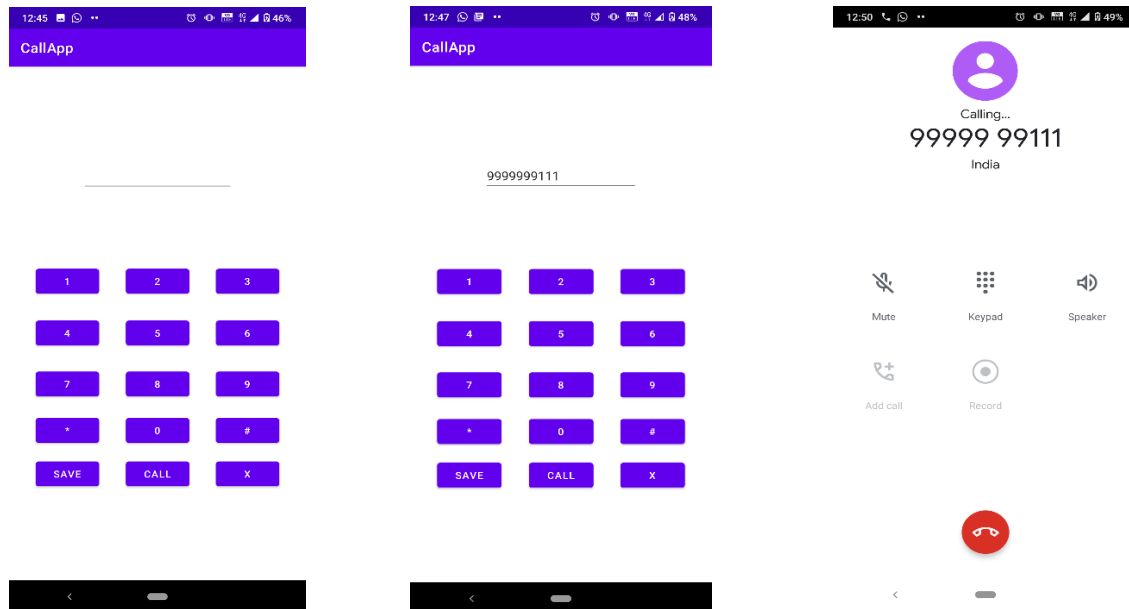 12:45 46%
CallApp
1 2 3
4 5 6
7 8 9
* 0 #
SAVE CALL X
12:47 48%
CallApp
9999999111
1 2 3
4 5 6
7 8 9
* 0 #
SAVE CALL X
12:50 49%
Calling...
99999 99111
India
Mute Keypad Speaker
Add call Record